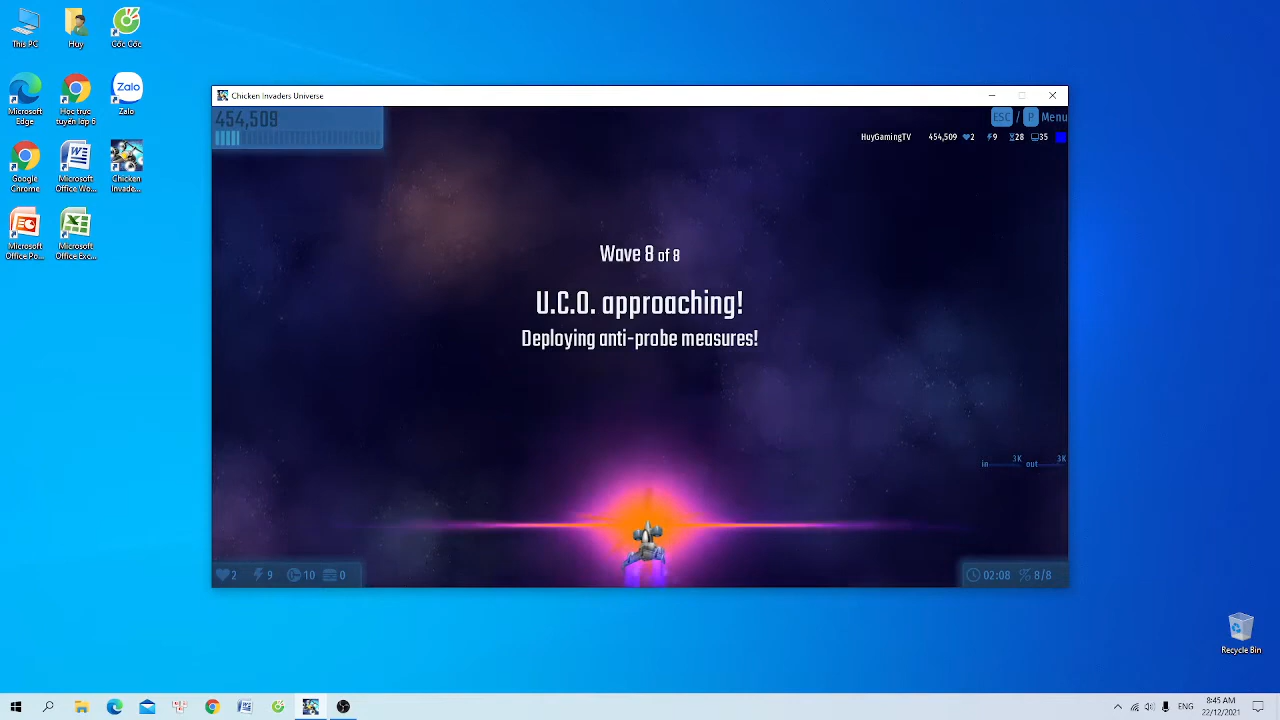 This PC
Huy
Cốc Cốc
Microsoft Edge
Học trực tuyến lớp 6
Zalo
Google Chrome
Microsoft Office Wo...
Chicken Invade...
Microsoft Office Po...
Microsoft Office Exc...
Chicken Invaders Universe
454,509
ESC / P Menu
HuyGamingTV 454,509 2 9 28 35
Wave 8 of 8
U.C.O. approaching!
Deploying anti-probe measures!
in 3K out 3K
2 9 10 0
02:08 8/8
Recycle Bin
ENG
8:45 AM
22/12/2021